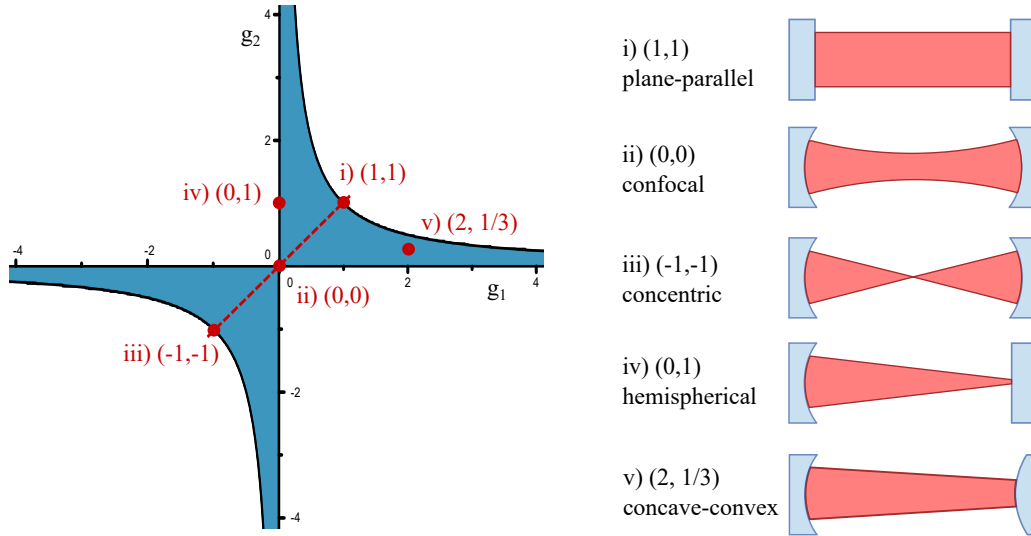 4
g2
2
i) (1,1)
iv) (0,1)
v) (2, 1/3)
-4
-2
0
0
2
4
g1
ii) (0,0)
iii) (-1,-1)
-2
-4
i) (1,1)
plane-parallel
ii) (0,0)
confocal
iii) (-1,-1)
concentric
iv) (0,1)
hemispherical
v) (2, 1/3)
concave-convex